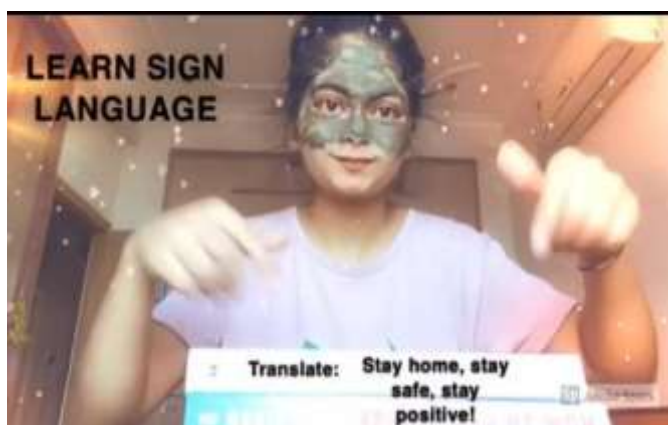 LEARN SIGN
LANGUAGE
Translate: Stay home, stay
safe, stay
positive!